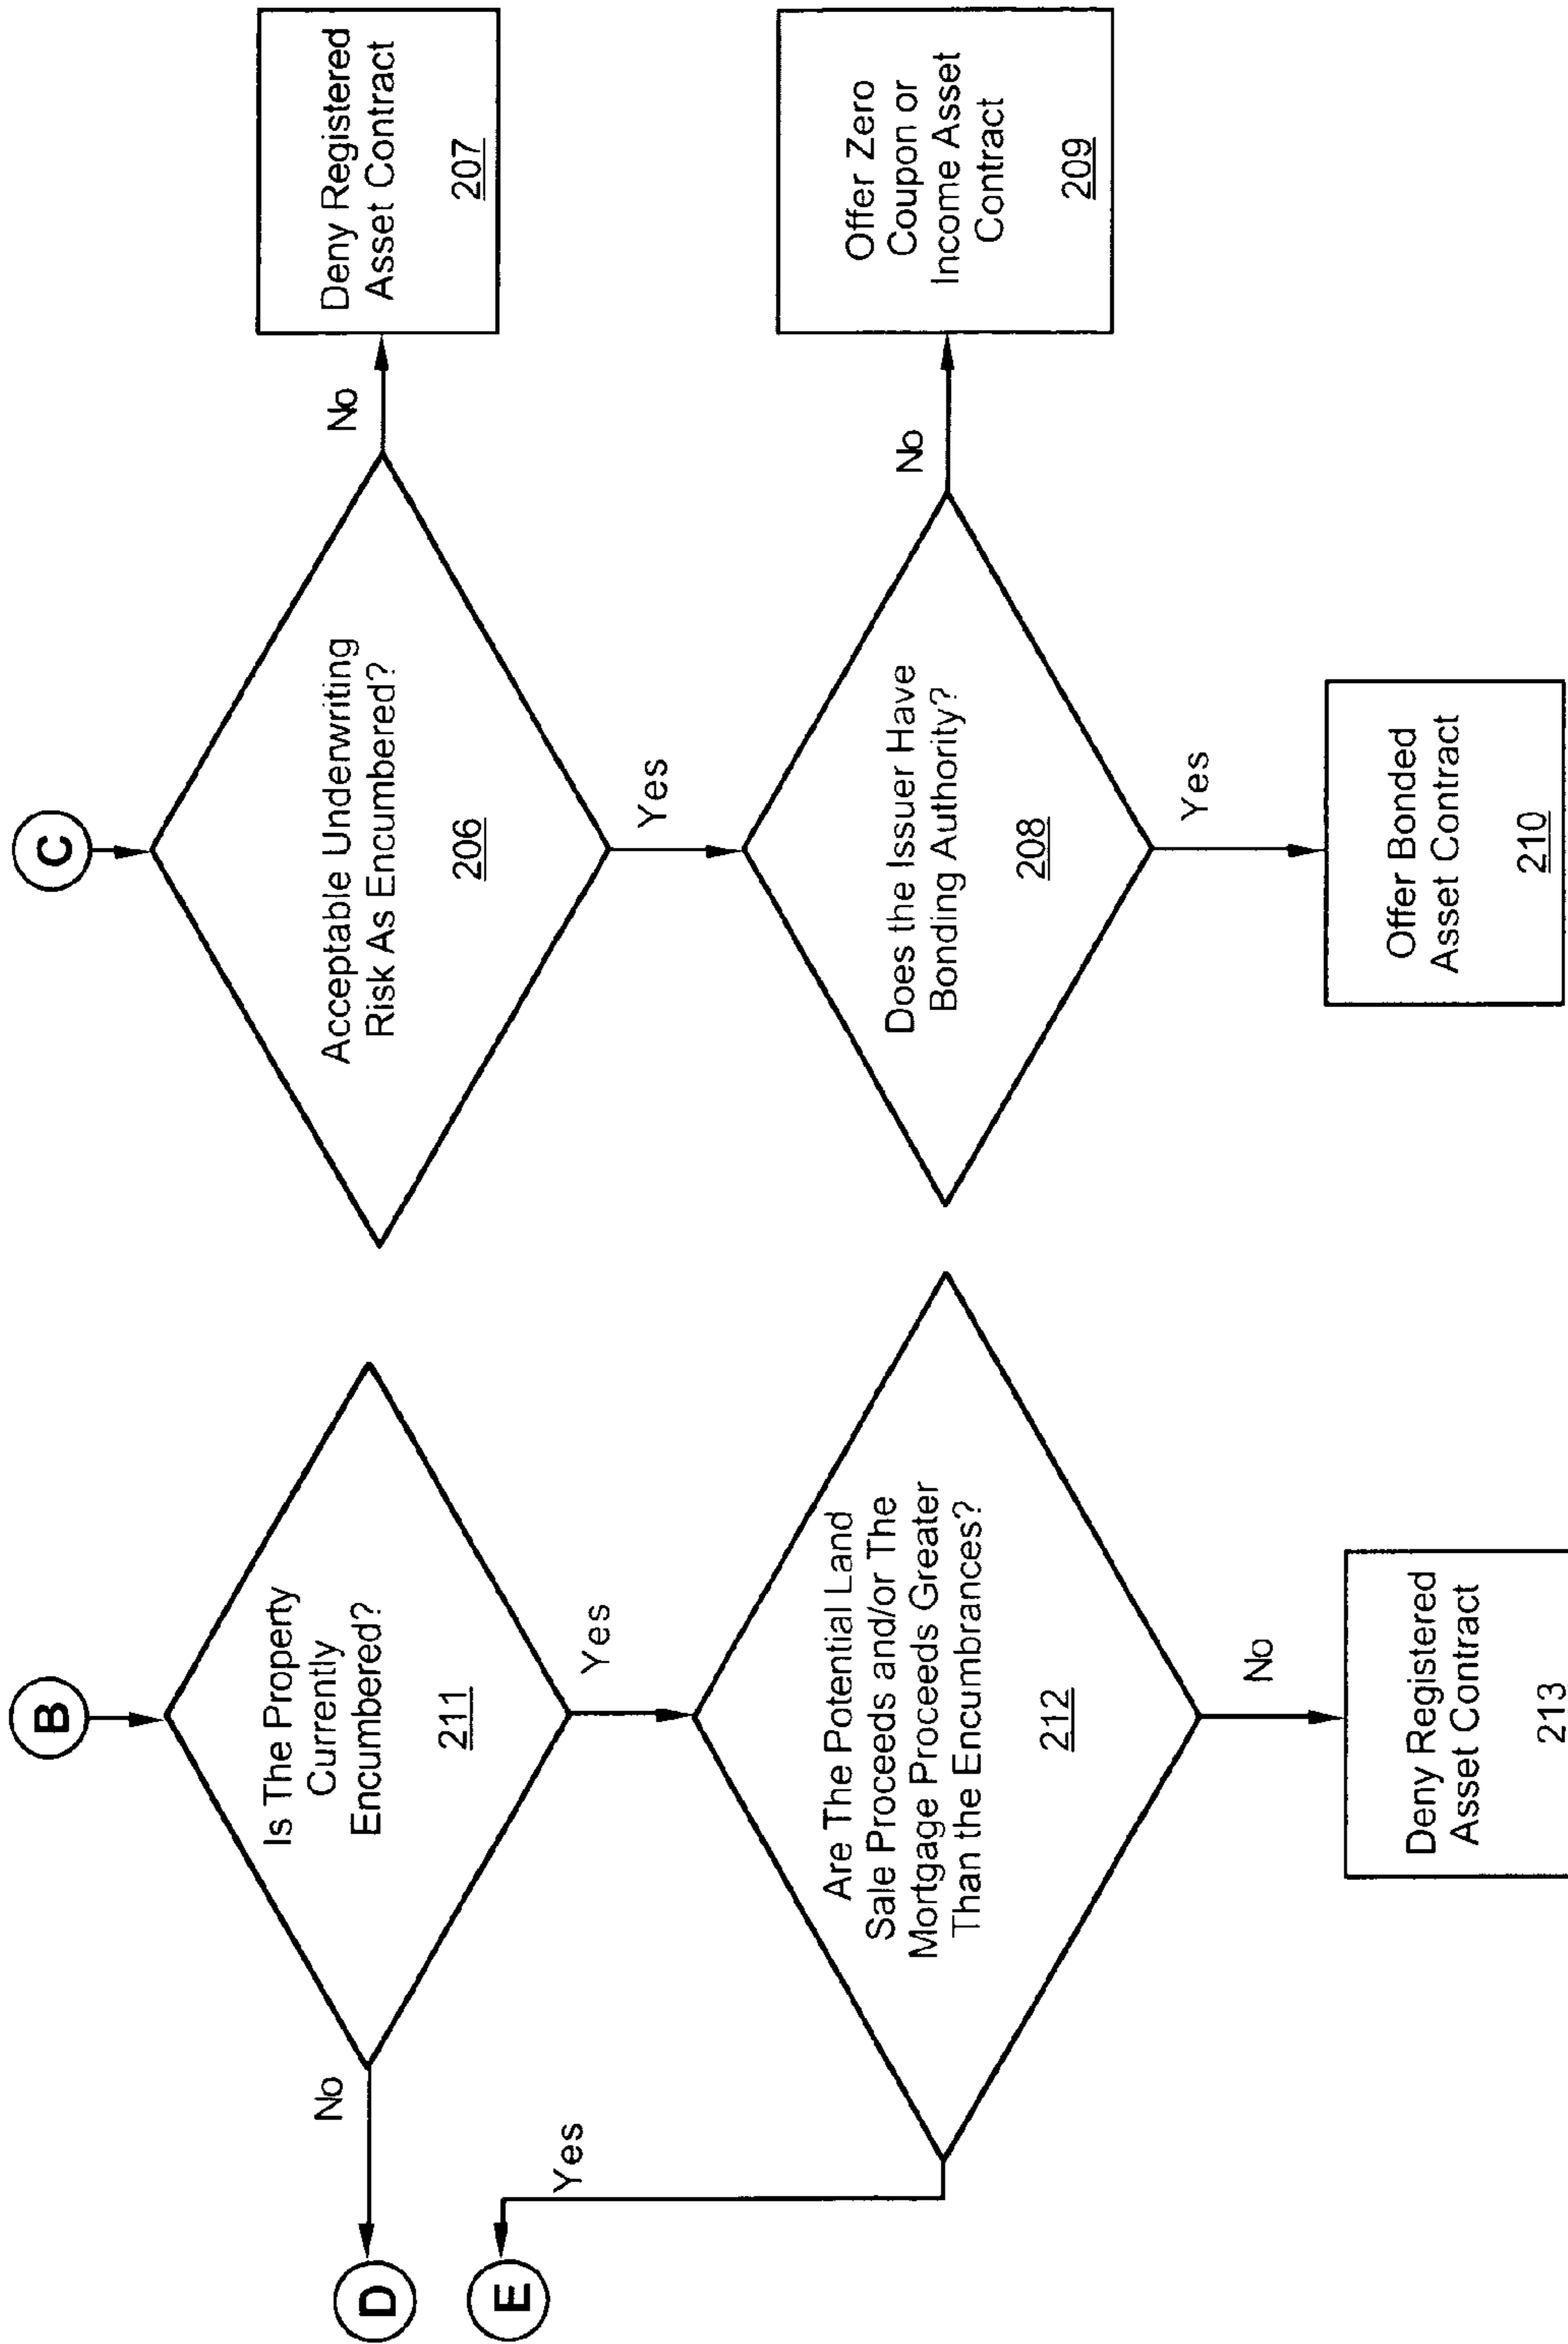 B
Is The Property
Currently
Encumbered?
211
No
D
Yes
Are The Potential Land
Sale Proceeds and/or The
Mortgage Proceeds Greater
Than the Encumbrances?
212
Yes
E
No
Deny Registered
Asset Contract
213
C
Acceptable Underwriting
Risk As Encumbered?
206
No
Deny Registered
Asset Contract
207
Yes
Does the Issuer Have
Bonding Authority?
208
No
Offer Zero
Coupon or
Income Asset
Contract
209
Yes
Offer Bonded
Asset Contract
210